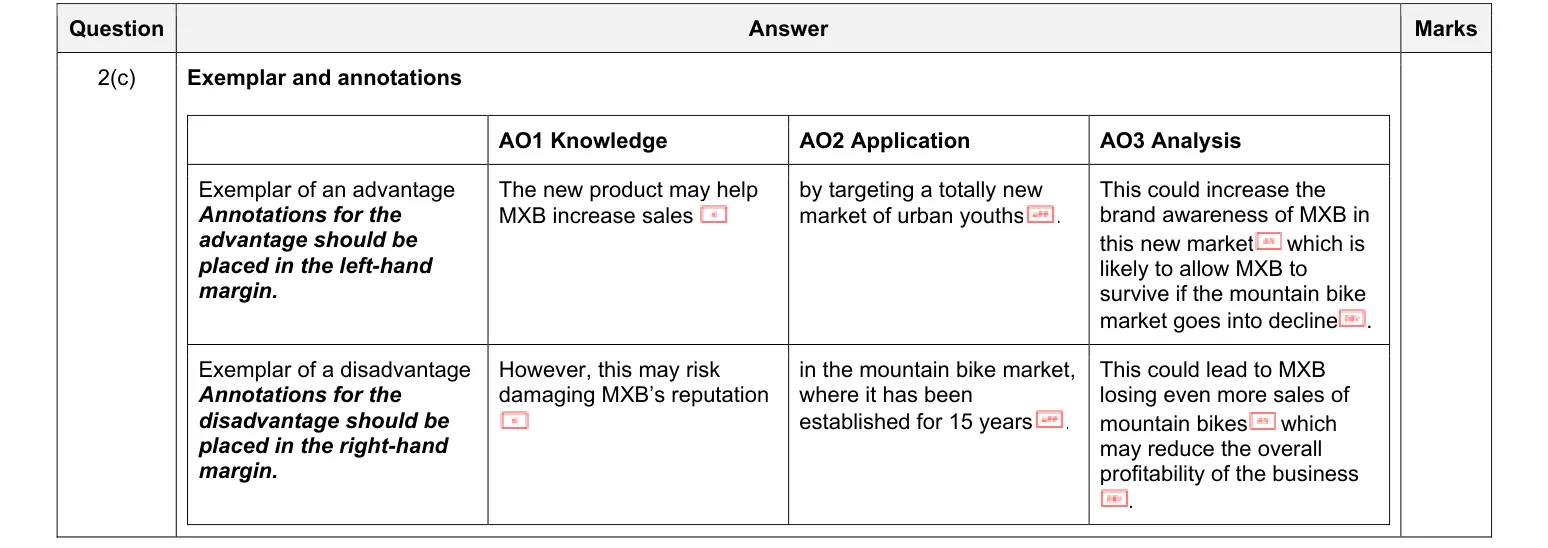 Question Answer Marks
2(c) Exemplar and annotations
AO1 Knowledge AO2 Application AO3 Analysis
Exemplar of an advantage
Annotations for the
advantage should be
placed in the left-hand
margin.
The new product may help
MXB increase sales
by targeting a totally new
market of urban youths .
This could increase the
brand awareness of MXB in
this new market which is
likely to allow MXB to
survive if the mountain bike
market goes into decline .
Exemplar of a disadvantage
Annotations for the
disadvantage should be
placed in the right-hand
margin.
However, this may risk
damaging MXB’s reputation
in the mountain bike market,
where it has been
established for 15 years .
This could lead to MXB
losing even more sales of
mountain bikes which
may reduce the overall
profitability of the business
.